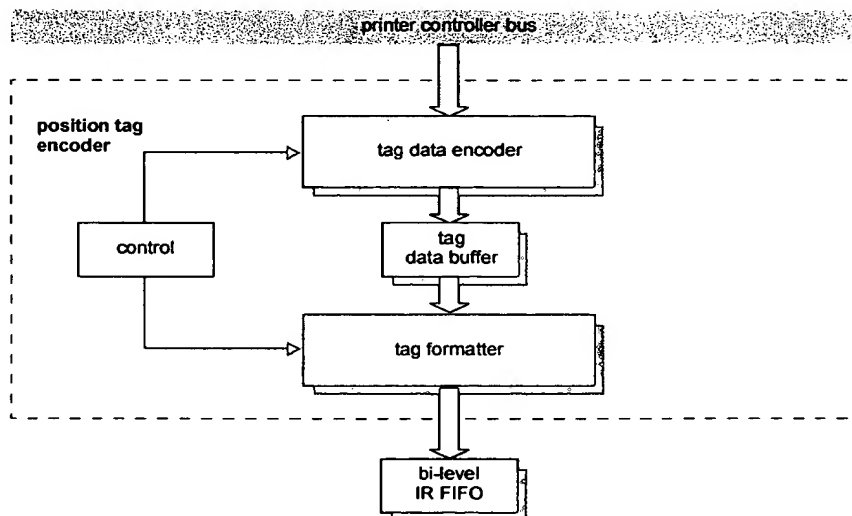 printer controller bus
position tag
encoder
tag data encoder
control
tag
data buffer
tag formatter
bi-level
IR FIFO